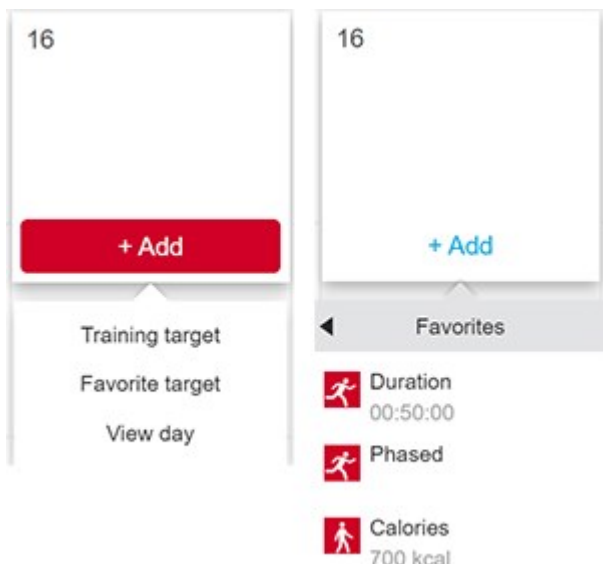 16
+ Add
Training target
Favorite target
View day
16
+ Add
Favorites
Duration
00:50:00
Phased
Calories
700 kcal